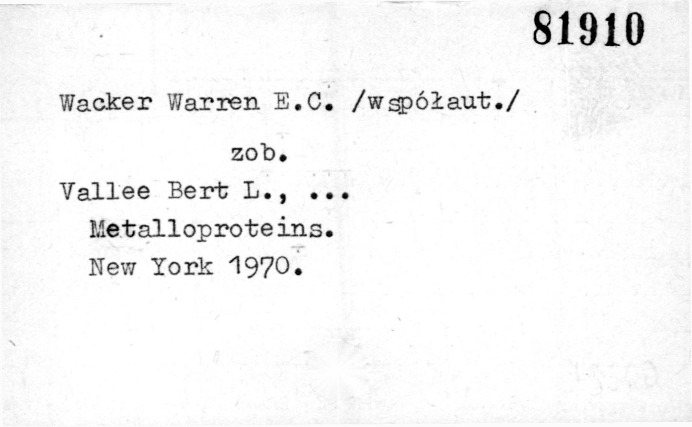 81910
Wacker Warren E.C. /współaut./
zob.
Vallee Bert L., ...
Metalloproteins.
New York 1970.